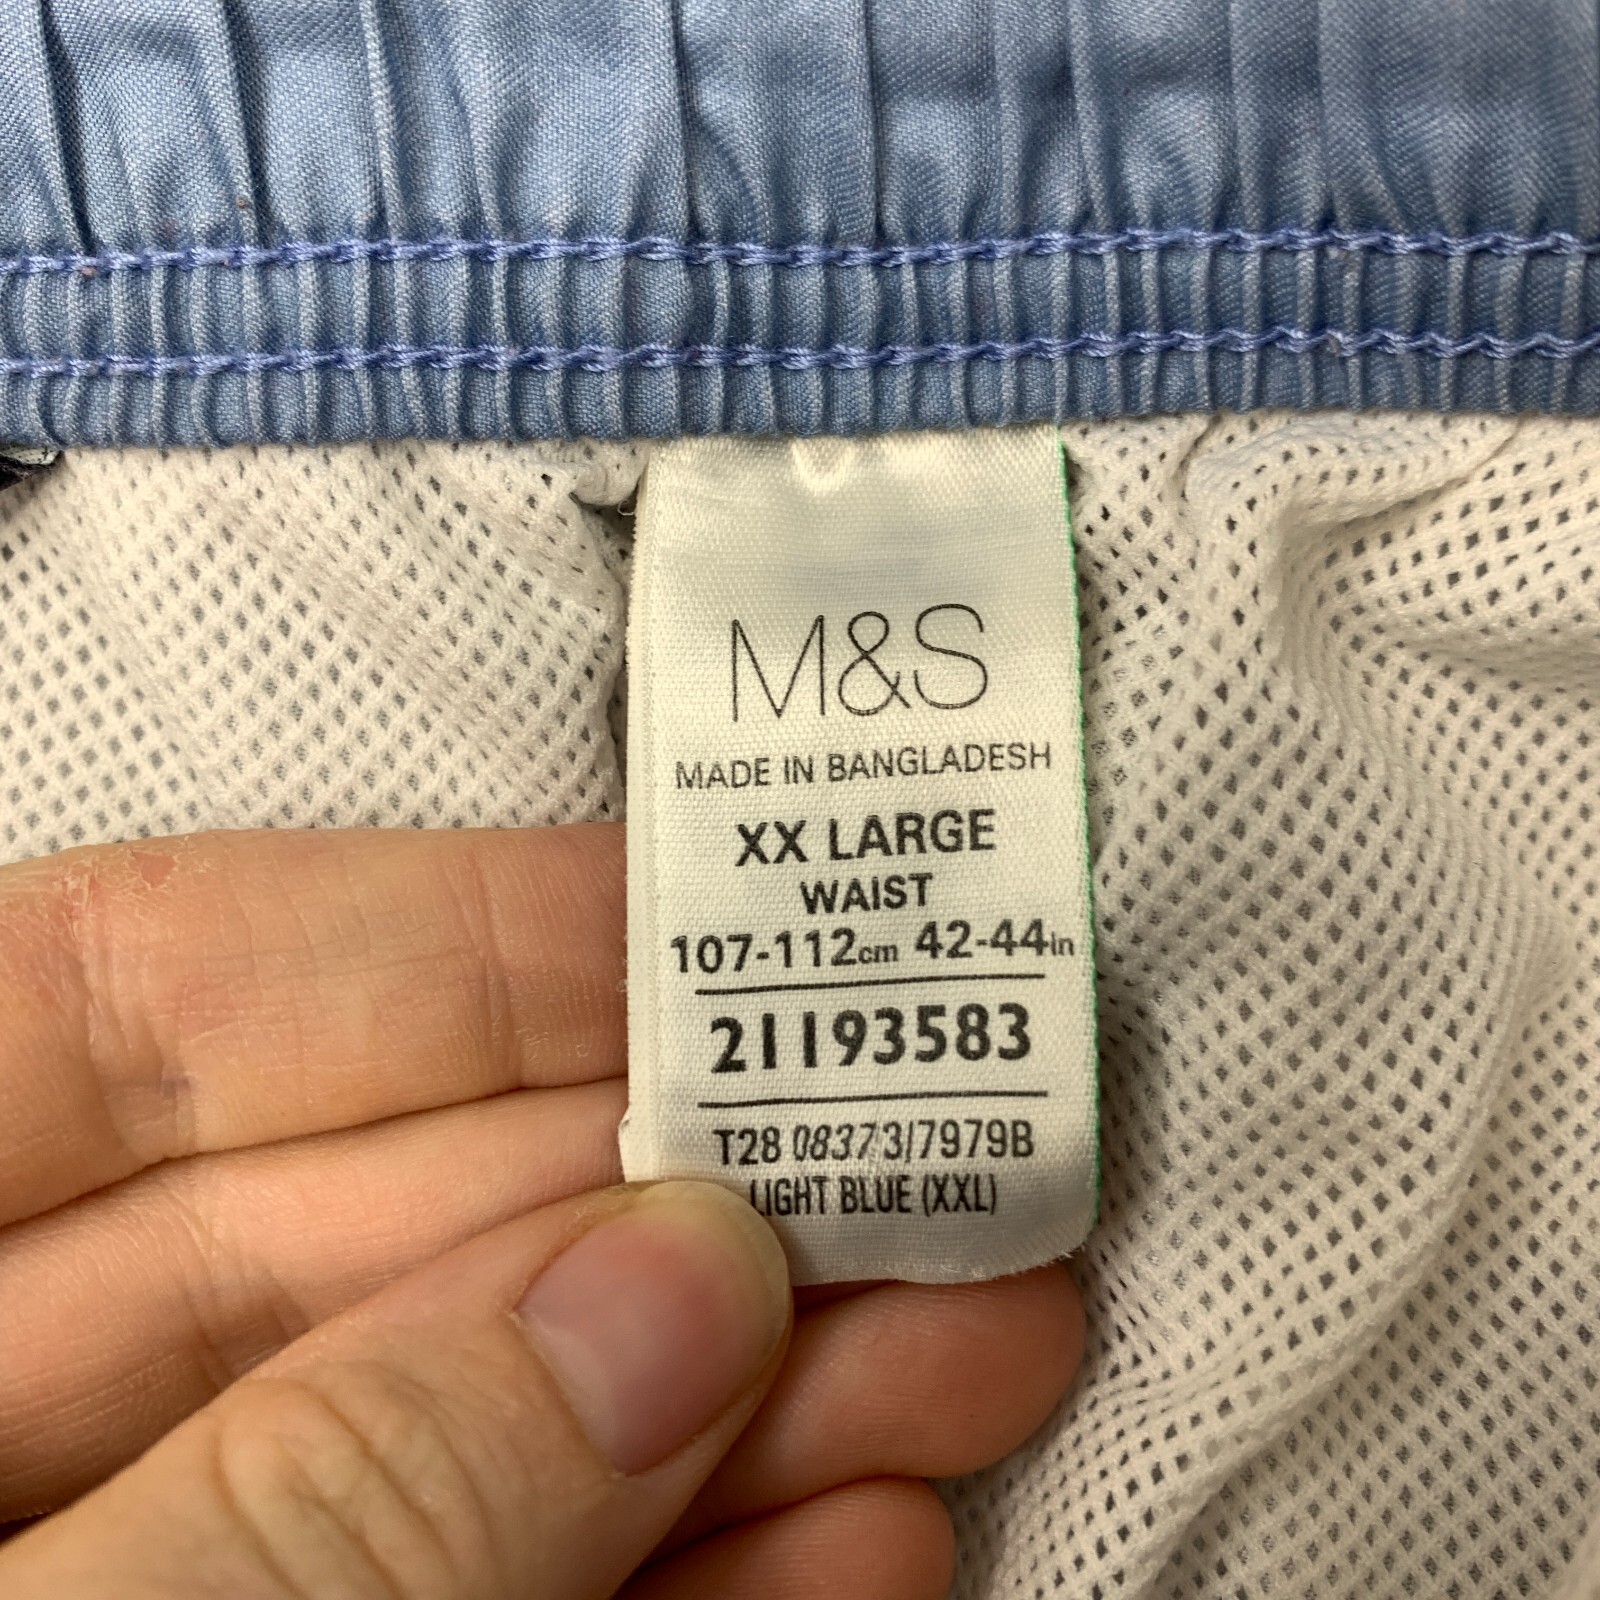 M&S
MADE IN BANGLADESH
XX LARGE
WAIST
107-112cm 42-44in
21193583
T28 08373/7979B
LIGHT BLUE (XXL)